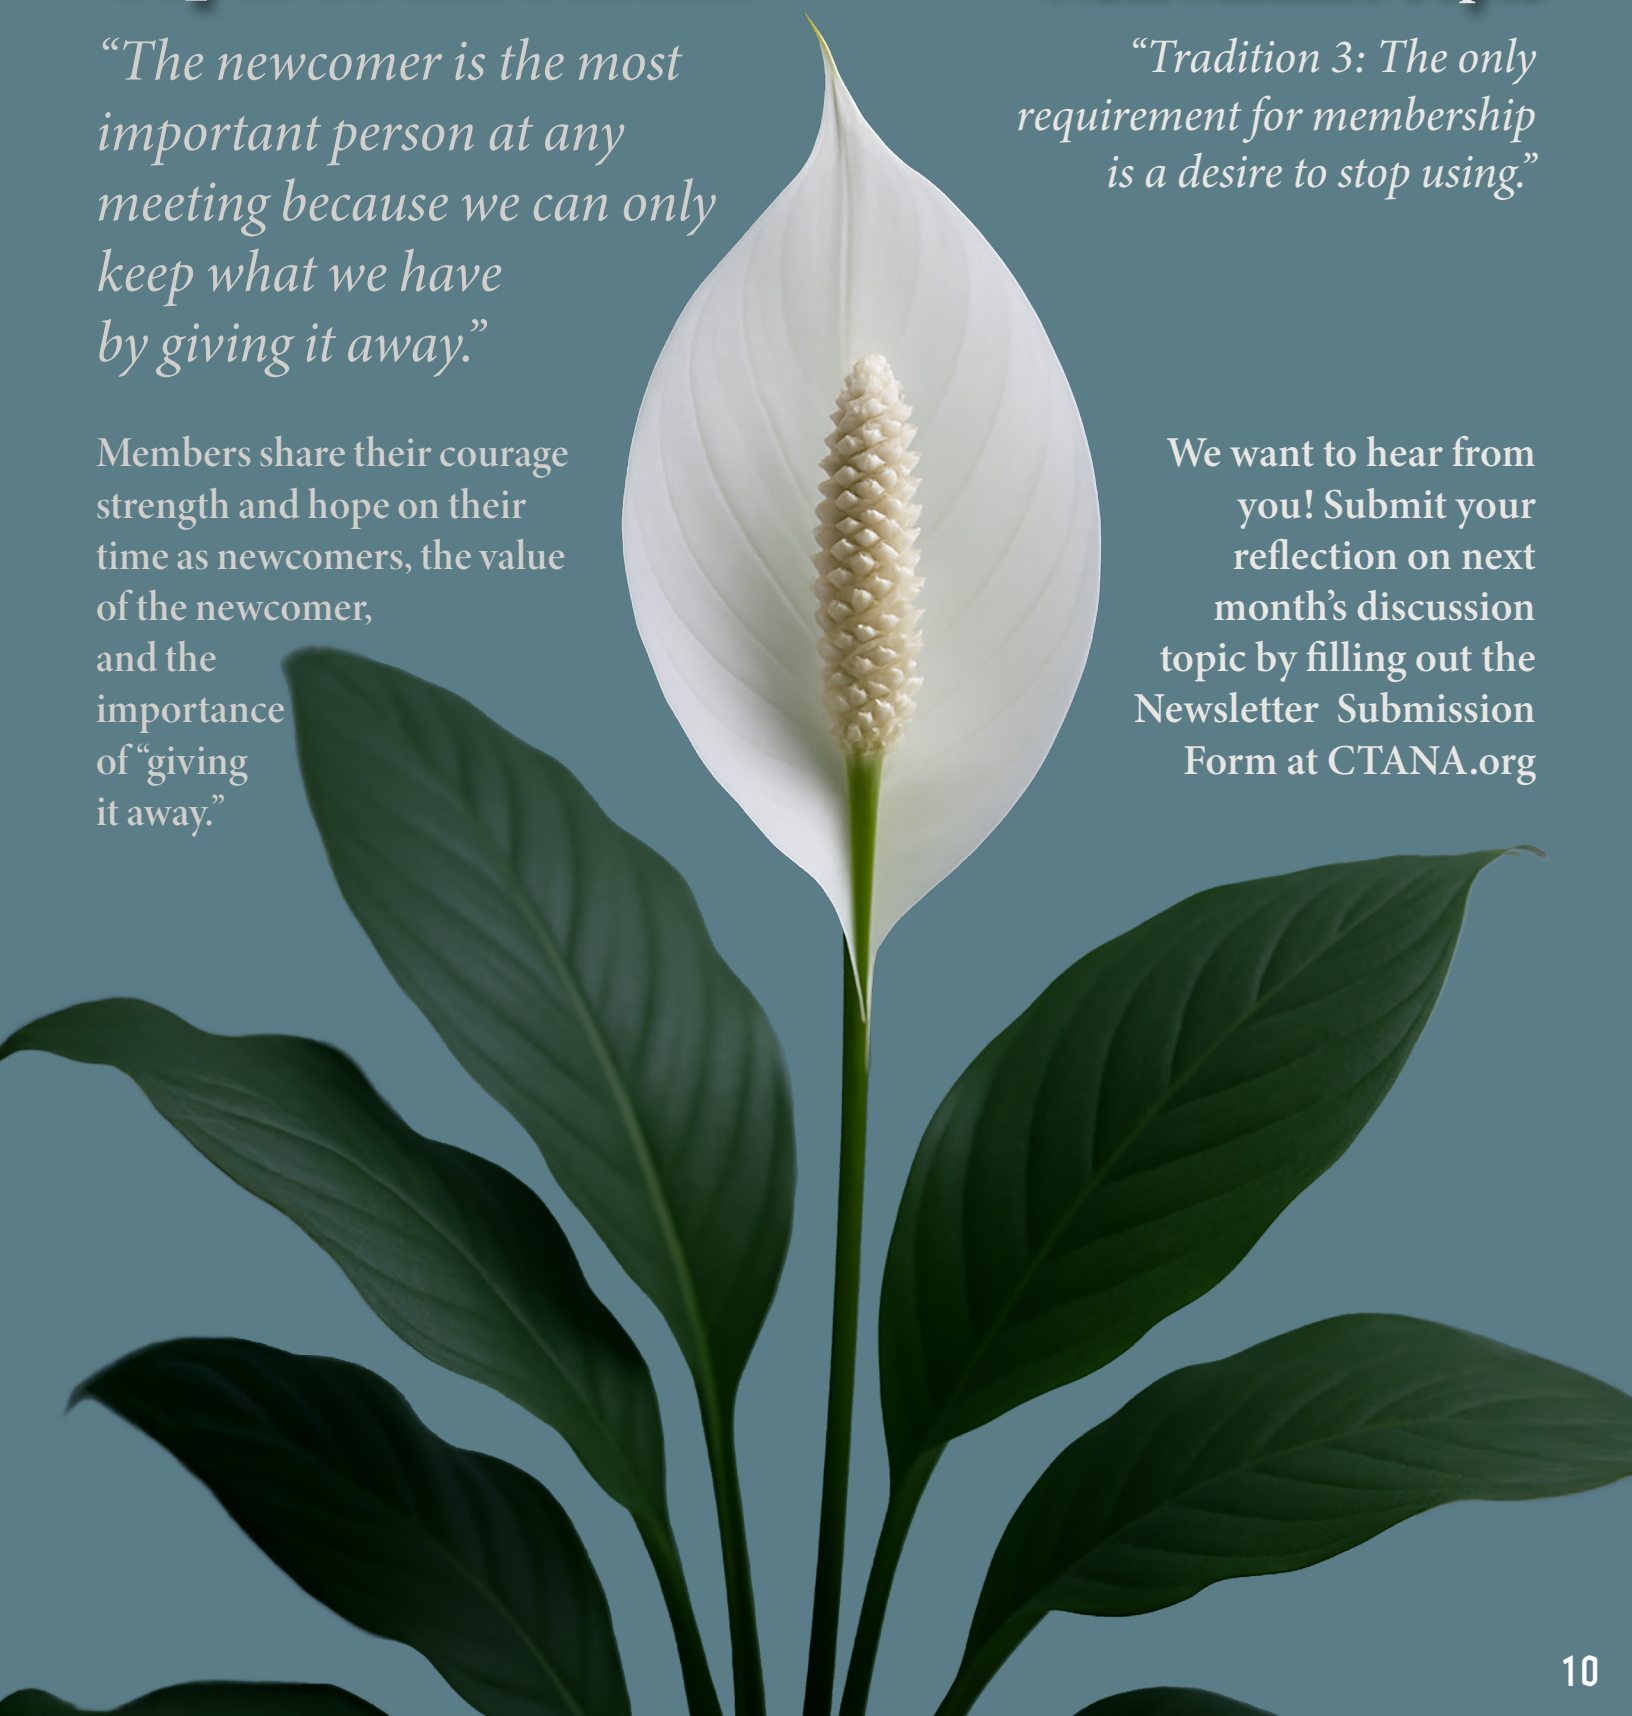 “The newcomer is the most
important person at any
meeting because we can only
keep what we have
by giving it away.”
Members share their courage
strength and hope on their
time as newcomers, the value
of the newcomer,
and the
importance
of “giving
it away.”
“Tradition 3: The only
requirement for membership
is a desire to stop using.”
We want to hear from
you! Submit your
reflection on next
month’s discussion
topic by filling out the
Newsletter Submission
Form at CTANA.org
10